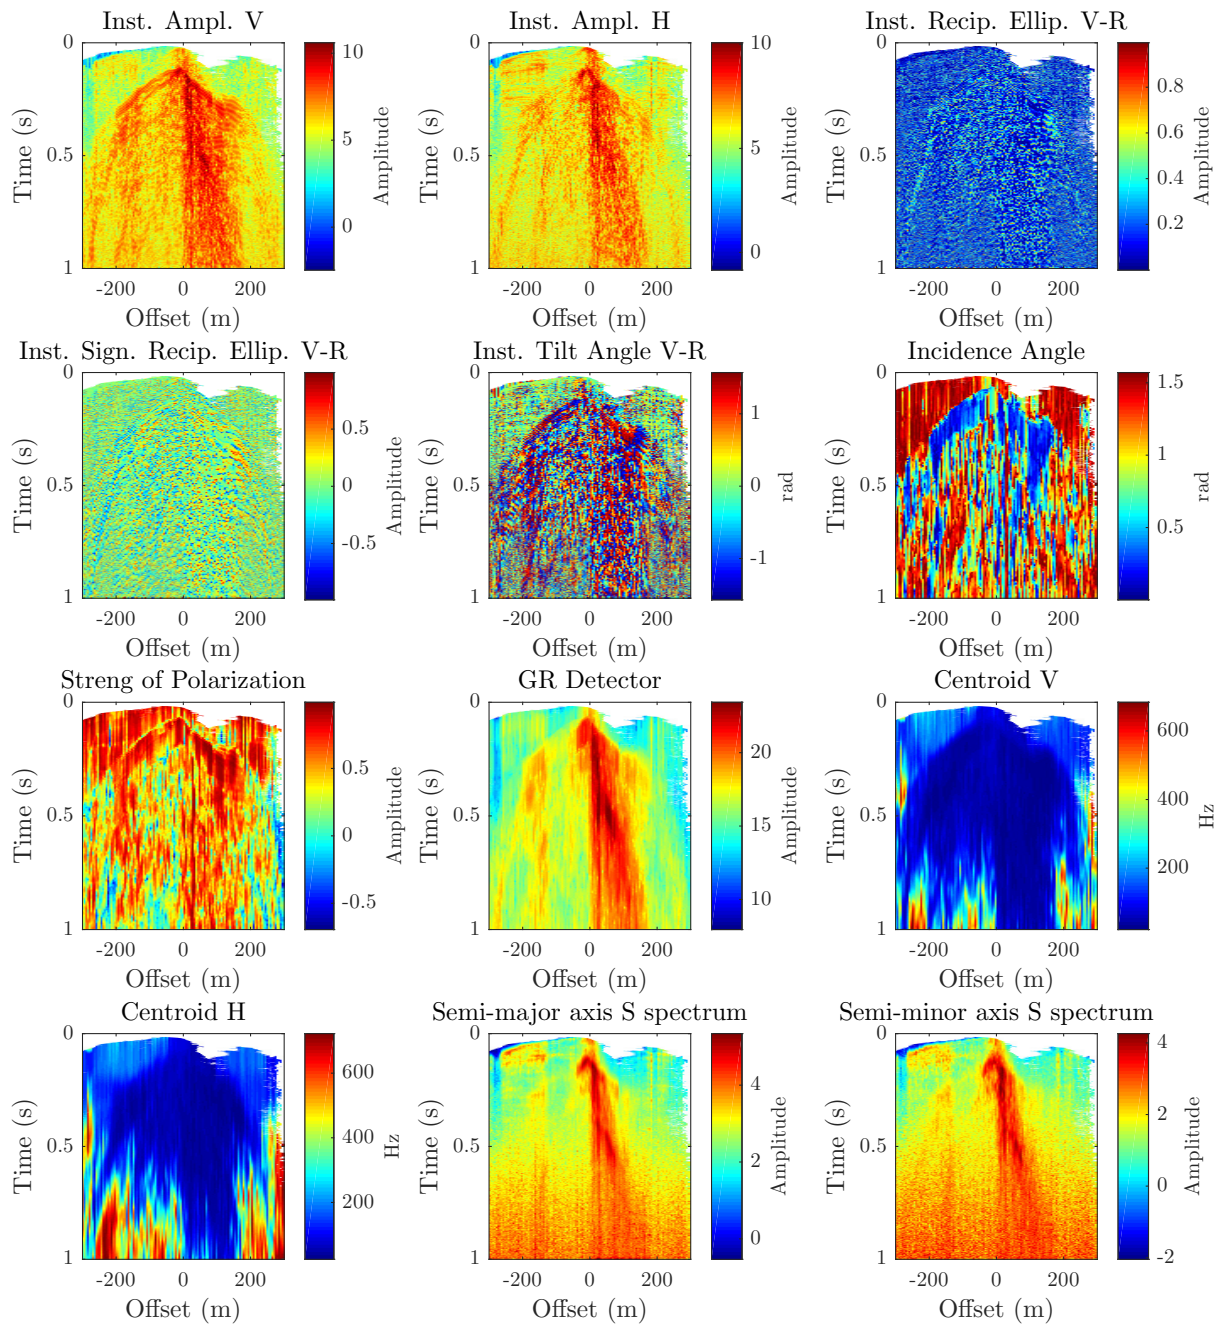 Inst. Ampl. V
0
0.5
1
Time (s)
-200 0 200
Offset (m)
10
5
0
Amplitude
Inst. Ampl. H
0
0.5
1
Time (s)
-200 0 200
Offset (m)
10
5
0
Amplitude
Inst. Recip. Ellip. V-R
0
0.5
1
Time (s)
-200 0 200
Offset (m)
0.8
0.6
0.4
0.2
Amplitude
Inst. Sign. Recip. Ellip. V-R
0
0.5
1
Time (s)
-200 0 200
Offset (m)
0.5
0
-0.5
Amplitude
Inst. Tilt Angle V-R
0
0.5
1
Time (s)
-200 0 200
Offset (m)
1
0
-1
rad
Incidence Angle
0
0.5
1
Time (s)
-200 0 200
Offset (m)
1.5
1
0.5
rad
Streng of Polarization
0
0.5
1
Time (s)
-200 0 200
Offset (m)
0.5
0
-0.5
Amplitude
GR Detector
0
0.5
1
Time (s)
-200 0 200
Offset (m)
20
15
10
Amplitude
Centroid V
0
0.5
1
Time (s)
-200 0 200
Offset (m)
600
400
200
Hz
Centroid H
0
0.5
1
Time (s)
-200 0 200
Offset (m)
600
400
200
Hz
Semi-major axis S spectrum
0
0.5
1
Time (s)
-200 0 200
Offset (m)
4
2
0
Amplitude
Semi-minor axis S spectrum
0
0.5
1
Time (s)
-200 0 200
Offset (m)
4
2
0
-2
Amplitude